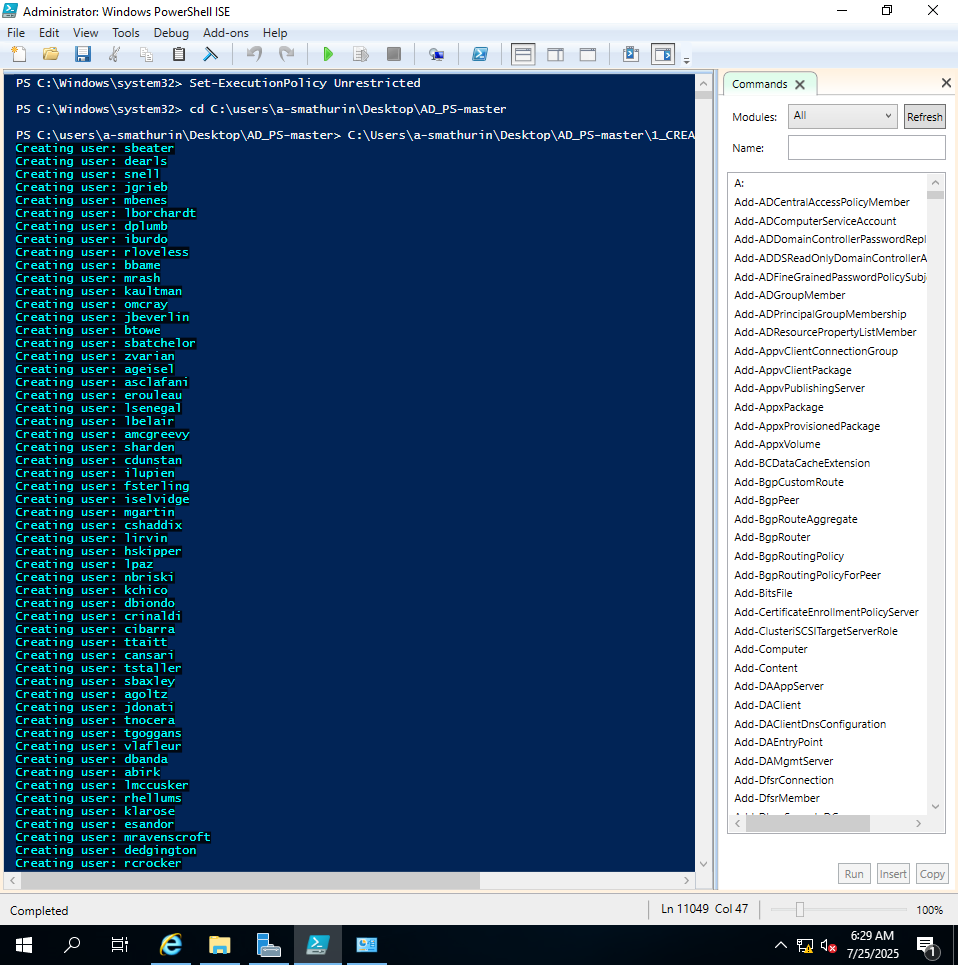 Administrator: Windows PowerShell ISE
File Edit View Tools Debug Add-ons Help
PS C:\Windows\system32> Set-ExecutionPolicy Unrestricted
PS C:\Windows\system32> cd C:\users\a-smathurin\Desktop\AD_PS-master
PS C:\users\a-smathurin\Desktop\AD_PS-master> C:\Users\a-smathurin\Desktop\AD_PS-master\1_CREA
Creating user: sbeater
Creating user: dearls
Creating user: snell
Creating user: jgrieb
Creating user: mbenes
Creating user: lborchardt
Creating user: dplumb
Creating user: iburdo
Creating user: rloveless
Creating user: bbame
Creating user: mrash
Creating user: kaultman
Creating user: omcray
Creating user: jbeverlin
Creating user: btowe
Creating user: sbatchelor
Creating user: zvarian
Creating user: ageisel
Creating user: asclafani
Creating user: erouleau
Creating user: lsenegal
Creating user: lbelair
Creating user: amcgreevy
Creating user: sharden
Creating user: cdunstan
Creating user: ilupien
Creating user: fsterling
Creating user: iselvidge
Creating user: mgartin
Creating user: cshaddix
Creating user: lirvin
Creating user: hskipper
Creating user: lpaz
Creating user: nbriski
Creating user: kchico
Creating user: dbiondo
Creating user: crinaldi
Creating user: cibarra
Creating user: ttaitt
Creating user: cansari
Creating user: tstaller
Creating user: sbaxley
Creating user: agoltz
Creating user: jdonati
Creating user: tnocera
Creating user: tgoggans
Creating user: vlafleur
Creating user: dbanda
Creating user: abirk
Creating user: lmccusker
Creating user: rhellums
Creating user: klarose
Creating user: esandor
Creating user: mravenscroft
Creating user: dedgington
Creating user: rcrocker
Commands
Modules: All Refresh
Name:
A:
Add-ADCentralAccessPolicyMember
Add-ADComputerServiceAccount
Add-ADDomainControllerPasswordRepl
Add-ADDSReadOnlyDomainControllerA
Add-ADFineGrainedPasswordPolicySubj
Add-ADGroupMember
Add-ADPrincipalGroupMembership
Add-ADResourcePropertyListMember
Add-AppvClientConnectionGroup
Add-AppvClientPackage
Add-AppvPublishingServer
Add-AppxPackage
Add-AppxProvisionedPackage
Add-AppxVolume
Add-BCDataCacheExtension
Add-BgpCustomRoute
Add-BgpPeer
Add-BgpRouteAggregate
Add-BgpRouter
Add-BgpRoutingPolicy
Add-BgpRoutingPolicyForPeer
Add-BitsFile
Add-CertificateEnrollmentPolicyServer
Add-ClusteriSCSITargetServerRole
Add-Computer
Add-Content
Add-DAAppServer
Add-DAClient
Add-DAClientDnsConfiguration
Add-DAEntryPoint
Add-DAMgmtServer
Add-DfsrConnection
Add-DfsrMember
Run Insert Copy
Completed
Ln 11049 Col 47
100%
6:29 AM
7/25/2025
1